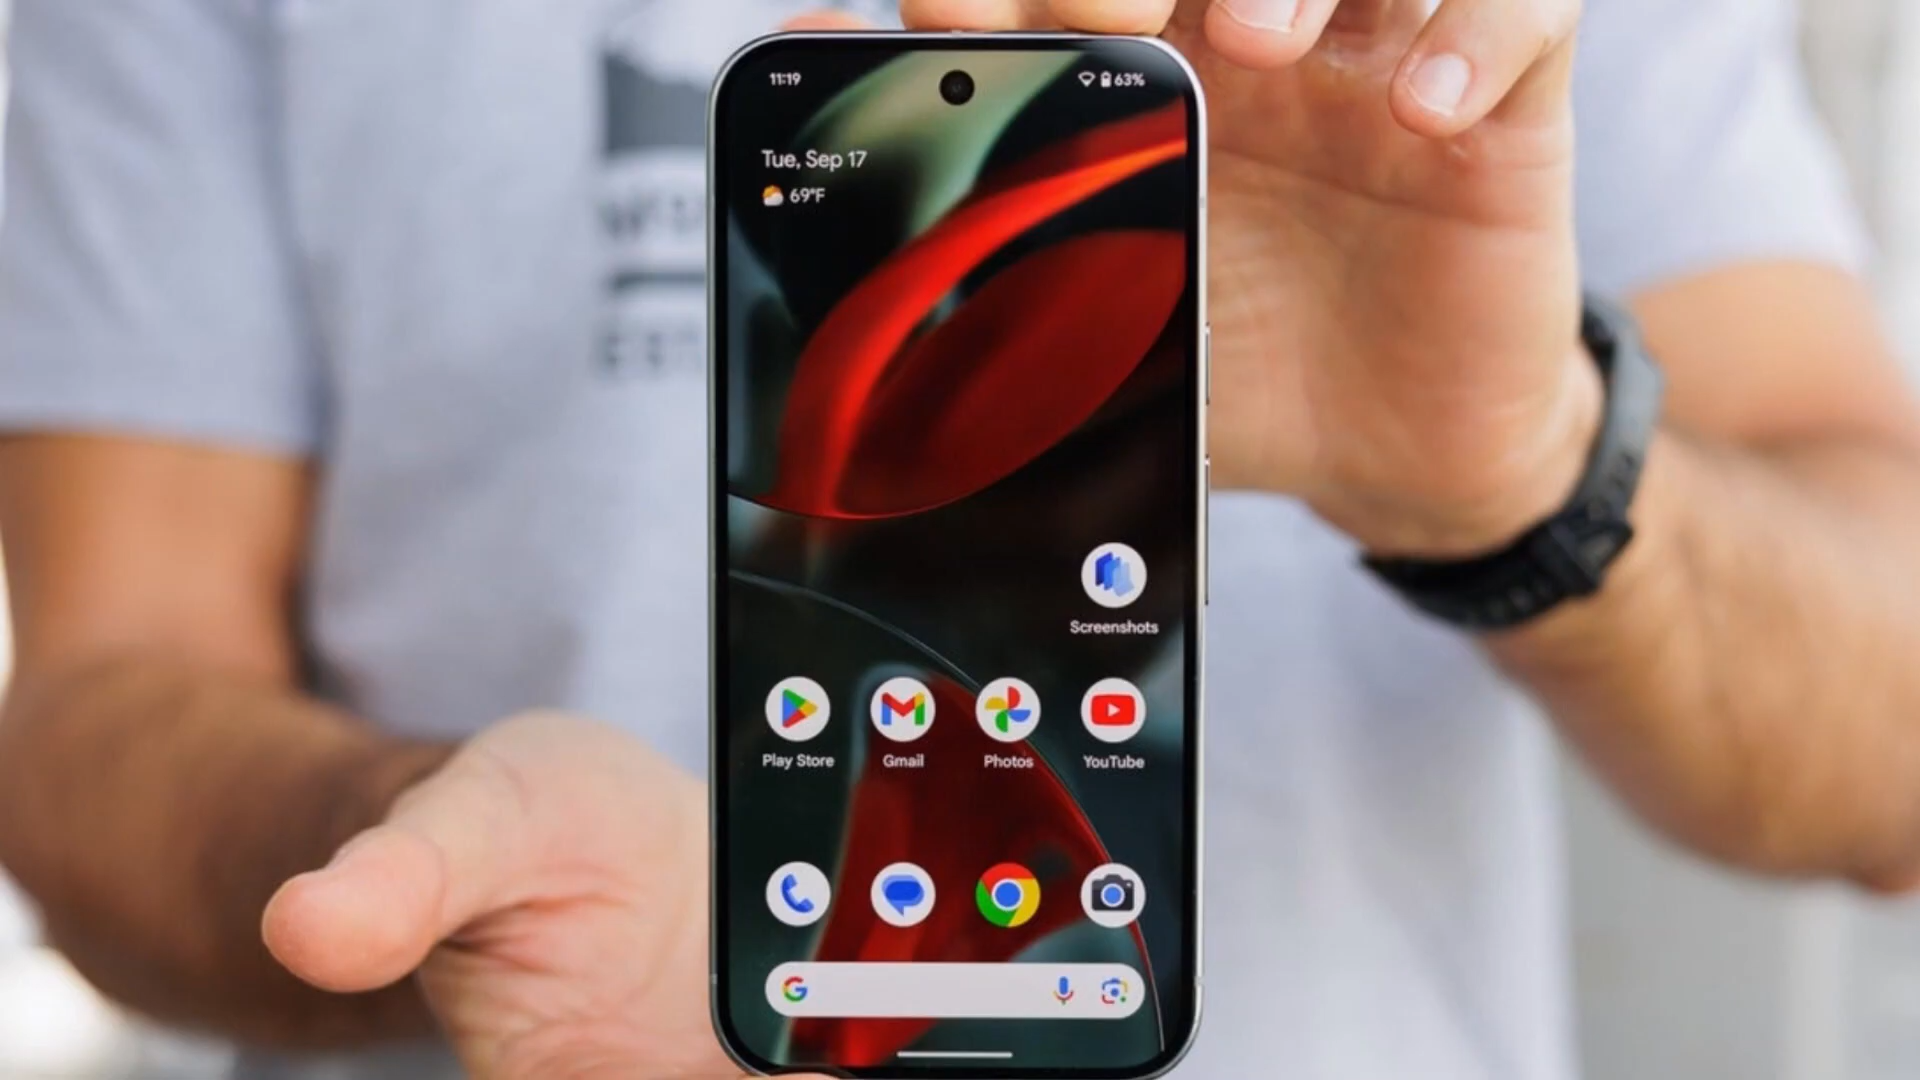 11:19
63%
Tue, Sep 17
69°F
Screenshots
Play Store
Gmail
Photos
YouTube